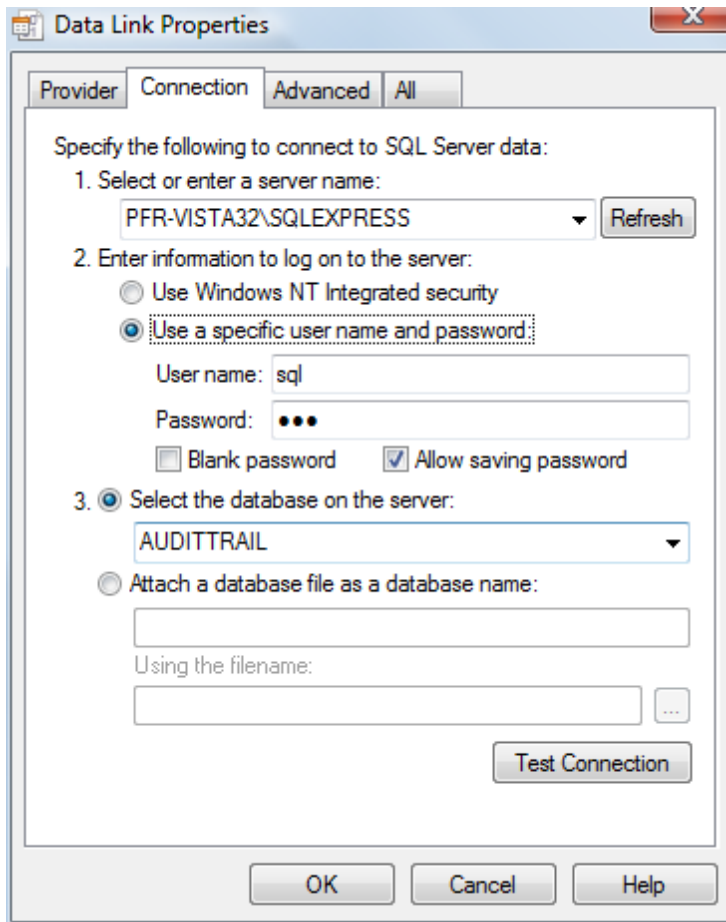 Data Link Properties
Provider Connection Advanced All
Specify the following to connect to SQL Server data:
1. Select or enter a server name:
PFR-VISTA32\SQLEXPRESS Refresh
2. Enter information to log on to the server:
Use Windows NT Integrated security
Use a specific user name and password:
User name: sql
Password: ●●●
Blank password Allow saving password
3. Select the database on the server:
AUDITTRAIL
Attach a database file as a database name:
Using the filename:
...
Test Connection
OK Cancel Help